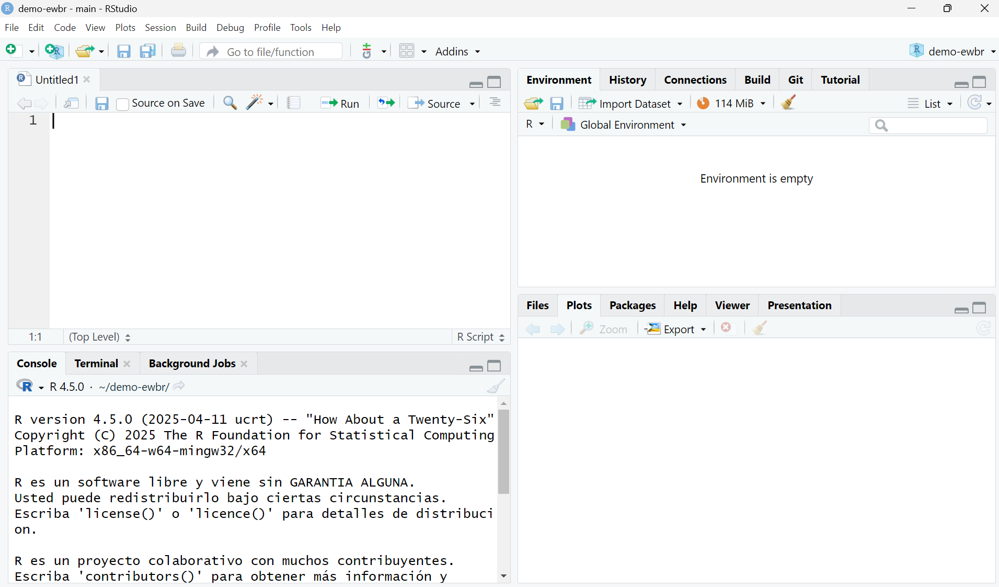 demo-ewbr - main - RStudio
File Edit Code View Plots Session Build Debug Profile Tools Help
Go to file/function Addins demo-ewbr
Untitled1
Source on Save Run Source
1
1:1 (Top Level) R Script
Console Terminal Background Jobs
R 4.5.0 · ~/demo-ewbr/
R version 4.5.0 (2025-04-11 ucrt) -- "How About a Twenty-Six"
Copyright (C) 2025 The R Foundation for Statistical Computing
Platform: x86_64-w64-mingw32/x64
R es un software libre y viene sin GARANTIA ALGUNA.
Usted puede redistribuirlo bajo ciertas circunstancias.
Escriba 'license()' o 'licence()' para detalles de distribuci
on.
R es un proyecto colaborativo con muchos contribuyentes.
Escriba 'contributors()' para obtener más información y
Environment History Connections Build Git Tutorial
Import Dataset 114 MiB List
R Global Environment
Environment is empty
Files Plots Packages Help Viewer Presentation
Zoom Export